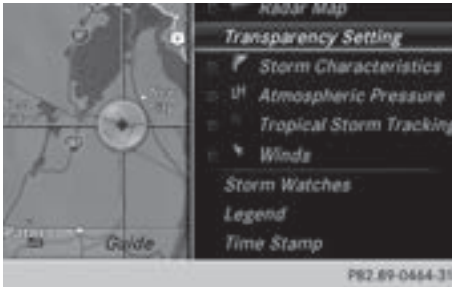 Radar Map
Transparency Setting
Storm Characteristics
LH Atmospheric Pressure
Tropical Storm Tracking
Winds
Storm Watches
Legend
Guide
Time Stamp
P82.89-0464-31